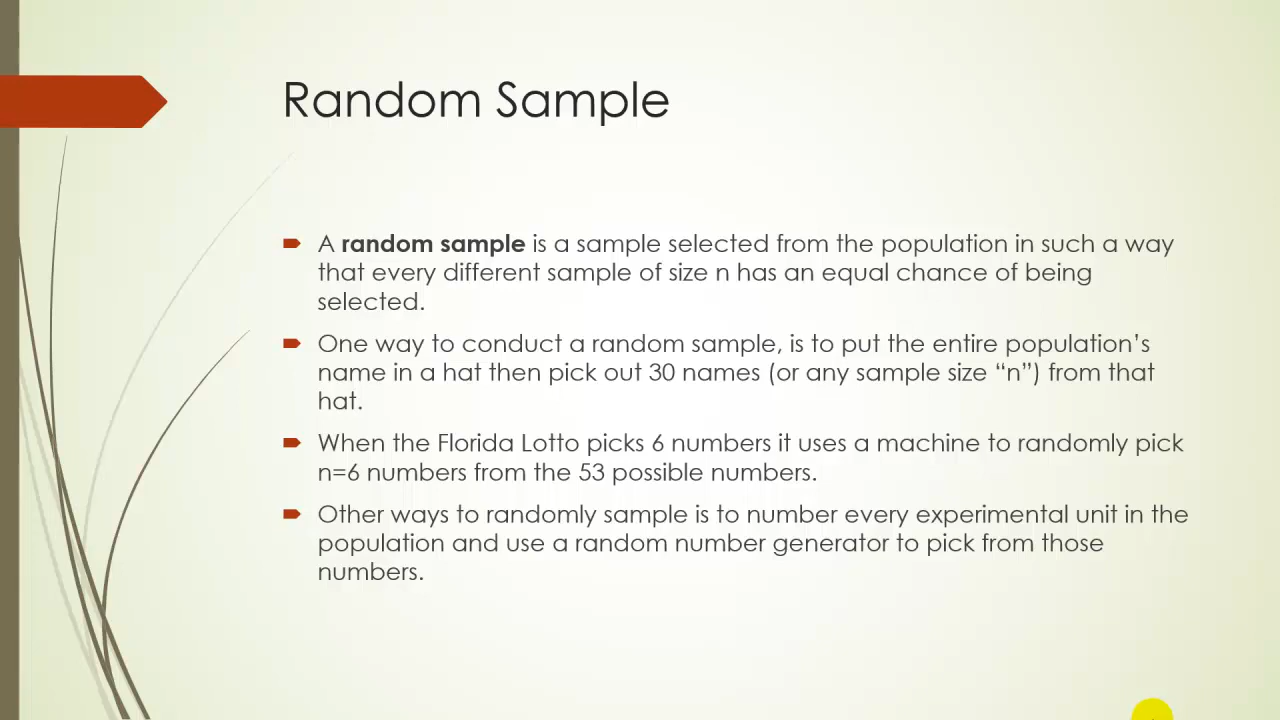 Random Sample
A random sample is a sample selected from the population in such a way
that every different sample of size n has an equal chance of being
selected.
One way to conduct a random sample, is to put the entire population’s
name in a hat then pick out 30 names (or any sample size “n”) from that
hat.
When the Florida Lotto picks 6 numbers it uses a machine to randomly pick
n=6 numbers from the 53 possible numbers.
Other ways to randomly sample is to number every experimental unit in the
population and use a random number generator to pick from those
numbers.